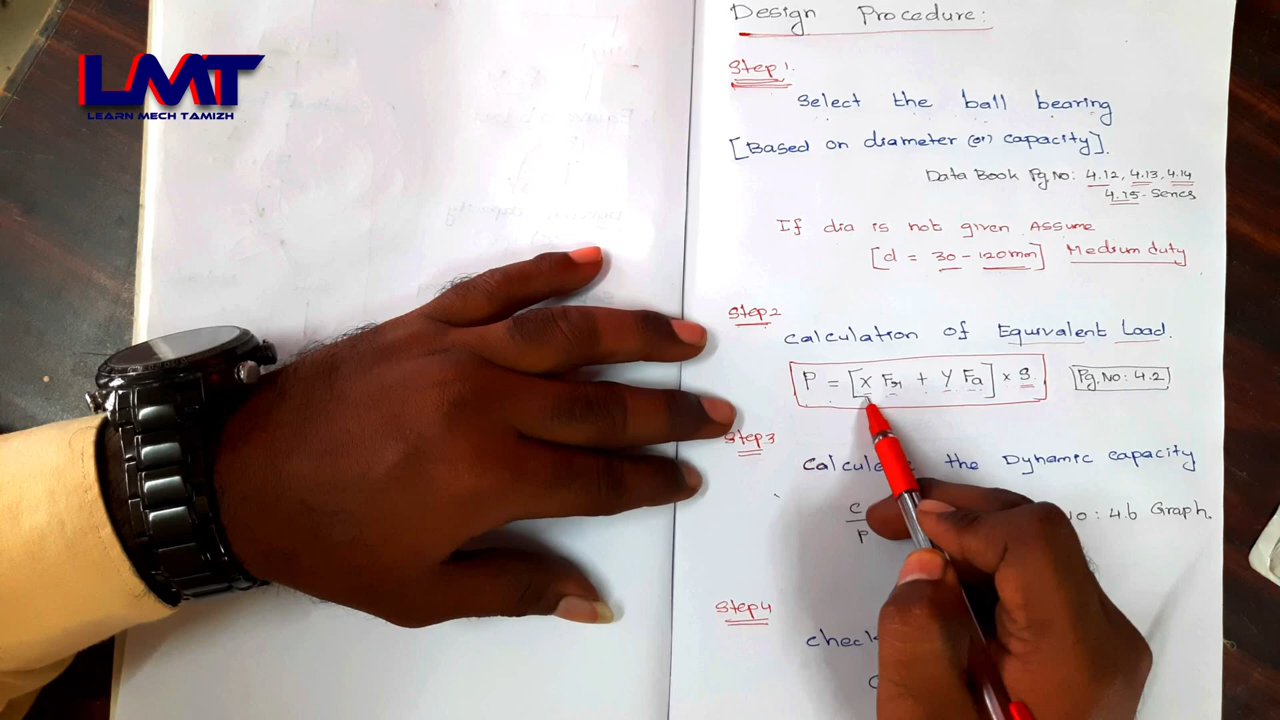 LMT
LEARN MECH TAMIZH
Design Procedure:
Step 1.
Select the ball bearing
[Based on diameter (or) capacity].
Data Book Pg No: 4.12, 4.13, 4.14
4.15 - Series
If dia is not given Assume
[d = 30 - 120mm] Medium duty
Step 2
Calculation of Equivalent Load.
P = [X Fr + Y Fa] × S
Pg.No: 4.2
Step 3
the Dynamic capacity
C
P
: 4.6 Graph.
Step 4